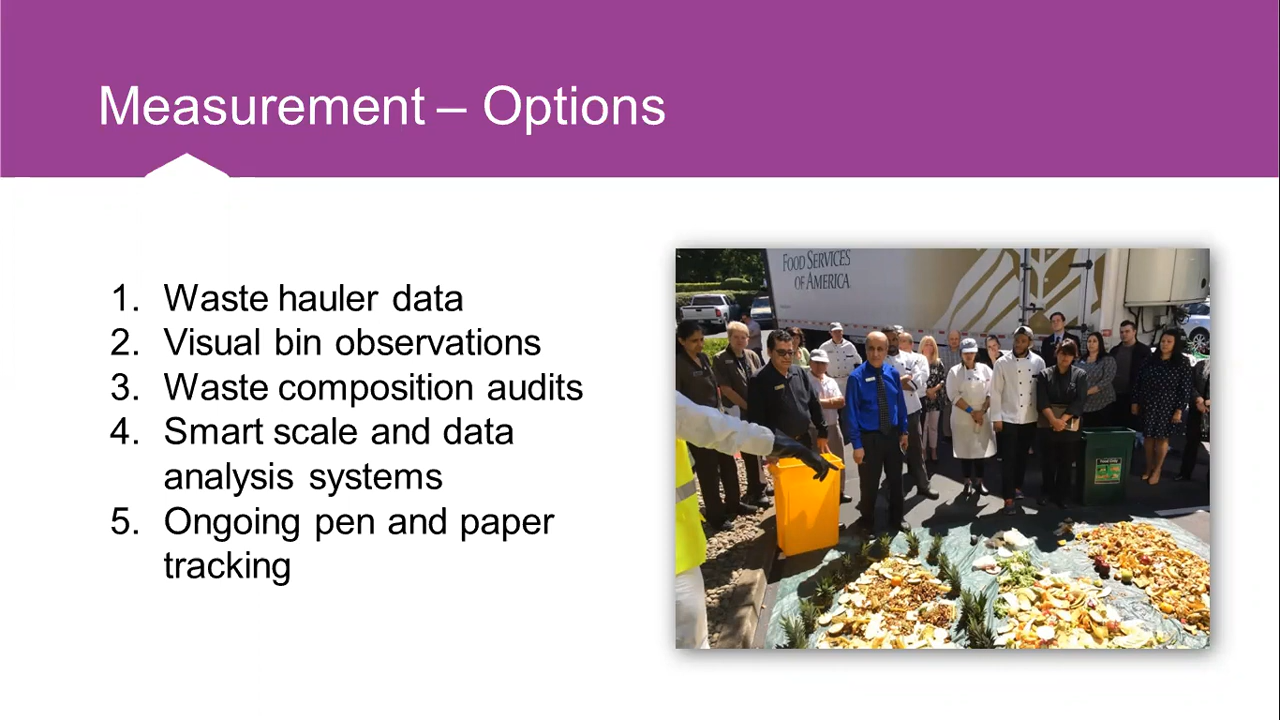 Measurement – Options
1. Waste hauler data
2. Visual bin observations
3. Waste composition audits
4. Smart scale and data
analysis systems
5. Ongoing pen and paper
tracking
FOOD SERVICES
OF AMERICA